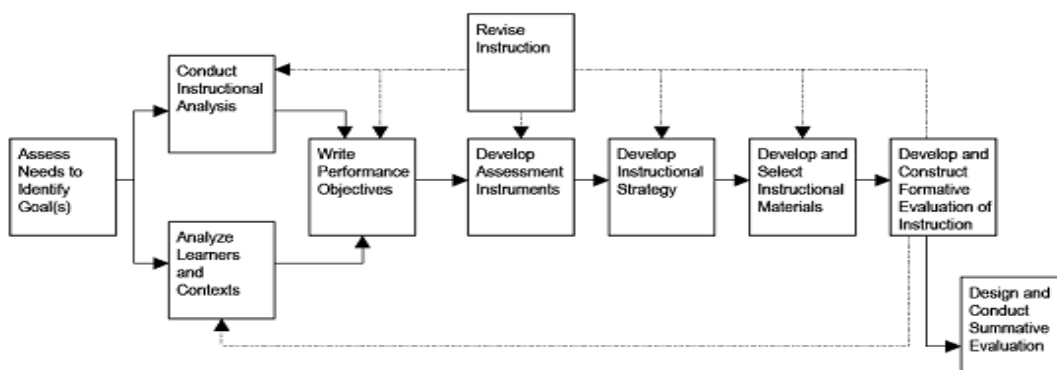 Revise
Instruction
Conduct
Instructional
Analysis
Assess
Needs to
Identify
Goal(s)
Write
Performance
Objectives
Develop
Assessment
Instruments
Develop
Instructional
Strategy
Develop and
Select
Instructional
Materials
Develop and
Construct
Formative
Evaluation of
Instruction
Analyze
Learners
and
Contexts
Design and
Conduct
Summative
Evaluation